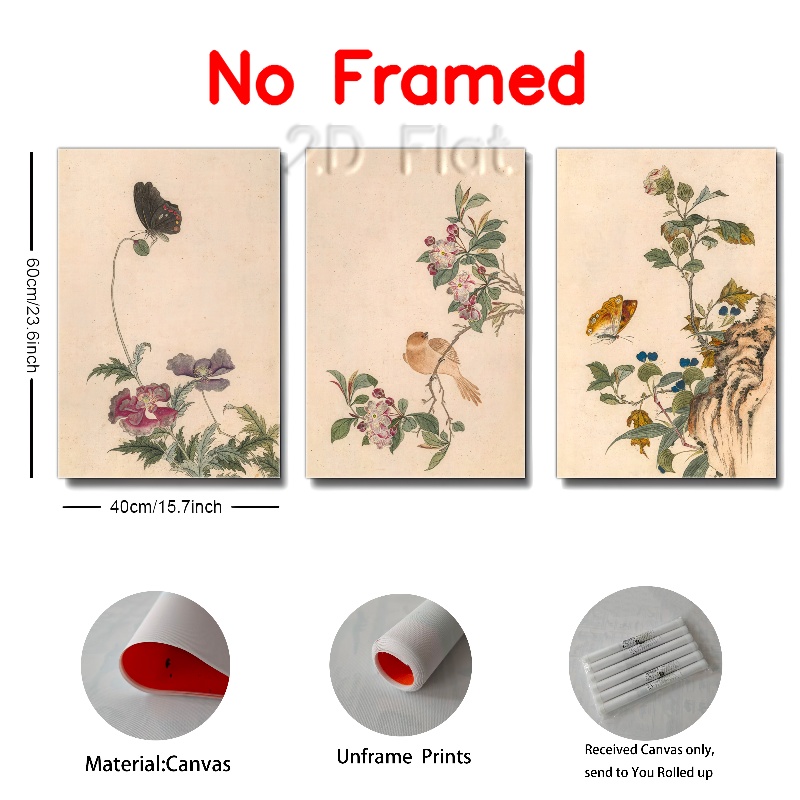 No Framed
2.D Flat.
60cm/23.6inch
40cm/15.7inch
Material:Canvas
Unframe Prints
Received Canvas only,
send to You Rolled up